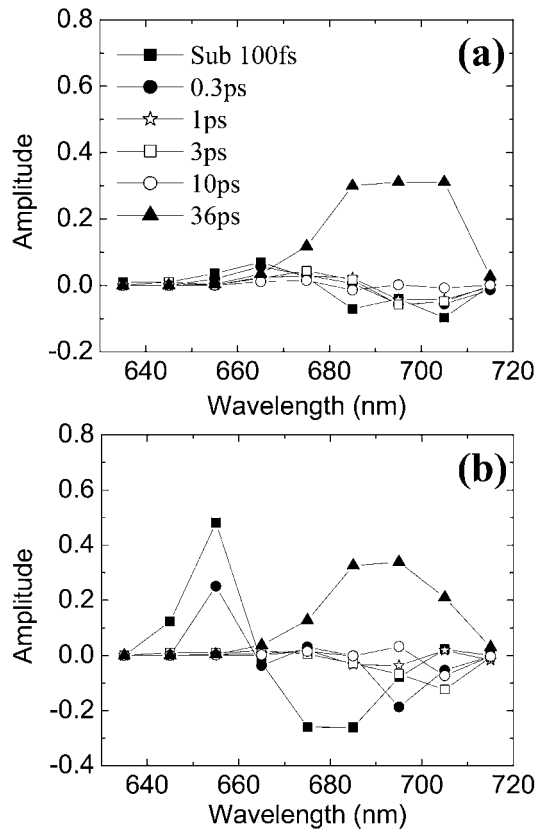 0.8
(a)
Sub 100fs
0.3ps
0.6
1ps
3ps
0.4
10ps
36ps
0.2
0.0
-0.2
Amplitude
640 660 680 700 720
Wavelength (nm)
0.8
(b)
0.6
0.4
0.2
0.0
-0.2
-0.4
Amplitude
640 660 680 700 720
Wavelength (nm)